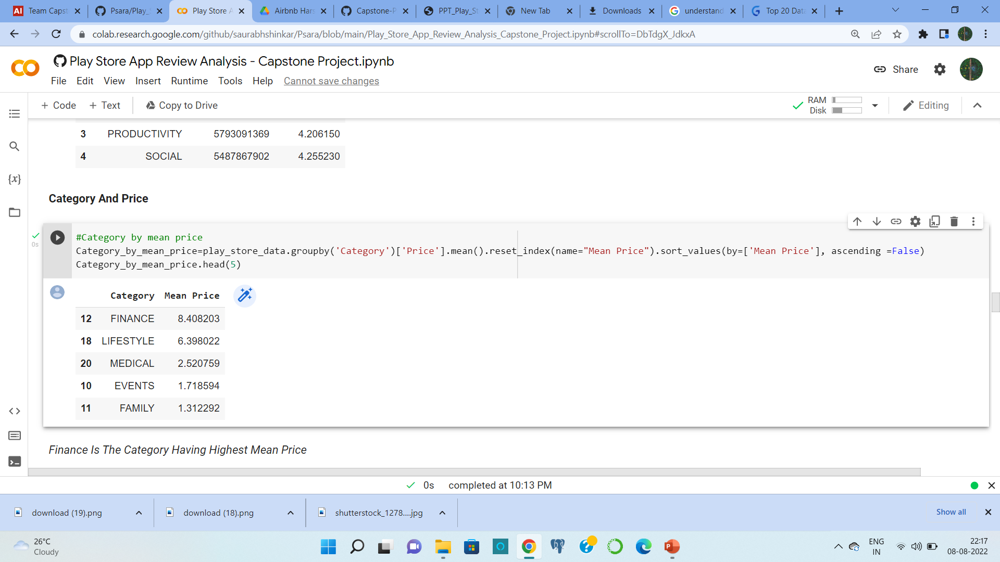 Team Capst
Psara/Play_
Play Store A
Airbnb Hars
Capstone-P
PPT_Play_St
New Tab
Downloads
understand
Top 20 Data
colab.research.google.com/github/saurabhshinkar/Psara/blob/main/Play_Store_App_Review_Analysis_Capstone_Project.ipynb#scrollTo=DbTdgX_JdkxA
Play Store App Review Analysis - Capstone Project.ipynb
Share
File Edit View Insert Runtime Tools Help Cannot save changes
+ Code + Text Copy to Drive
RAM
Disk
Editing
3 PRODUCTIVITY 5793091369 4.206150
4 SOCIAL 5487867902 4.255230
{x}
Category And Price
0s
#Category by mean price
Category_by_mean_price=play_store_data.groupby('Category')['Price'].mean().reset_index(name="Mean Price").sort_values(by=['Mean Price'], ascending =False)
Category_by_mean_price.head(5)
Category Mean Price
12 FINANCE 8.408203
18 LIFESTYLE 6.398022
20 MEDICAL 2.520759
10 EVENTS 1.718594
11 FAMILY 1.312292
Finance Is The Category Having Highest Mean Price
0s completed at 10:13 PM
download (19).png
download (18).png
shutterstock_1278....jpg
Show all
26°C
Cloudy
ENG
IN
22:17
08-08-2022